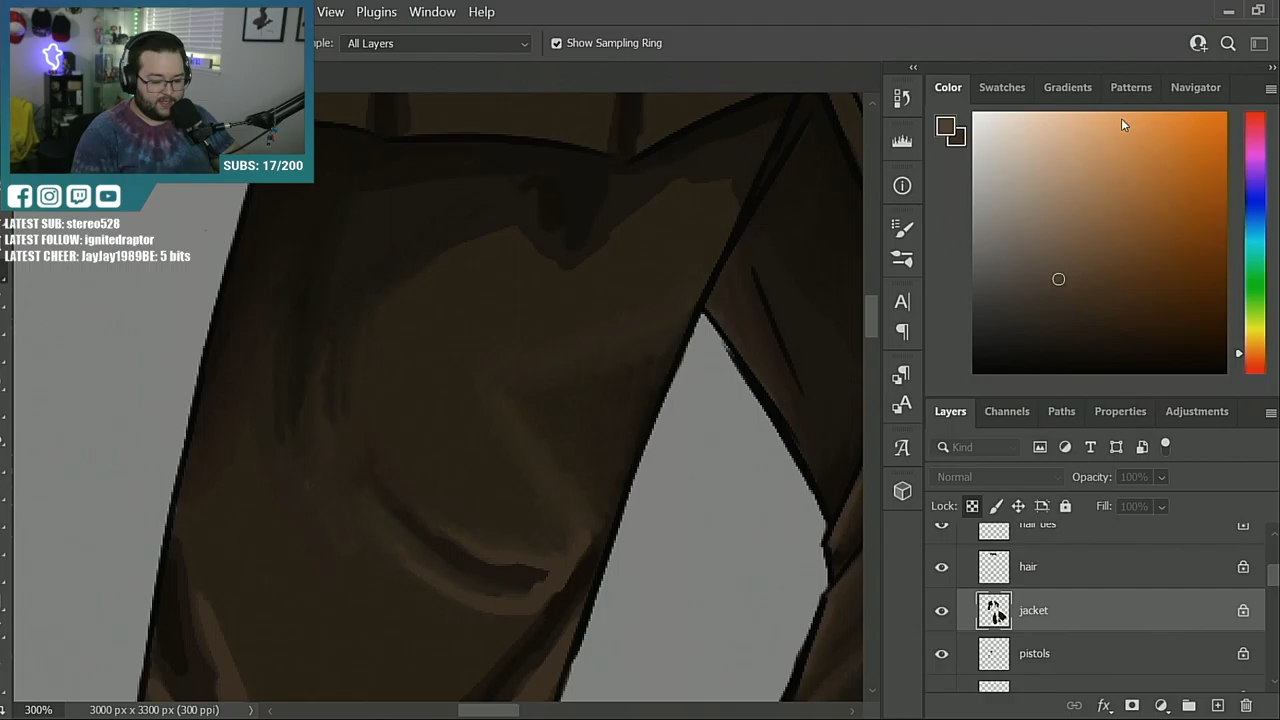 View Plugins Window Help
ple: All Layers Show Sampling Ring
Color Swatches Gradients Patterns Navigator
SUBS: 17/200
LATEST SUB: stereo528
LATEST FOLLOW: ignitedraptor
LATEST CHEER: JayJay1989BE: 5 bits
Layers Channels Paths Properties Adjustments
Kind
Normal Opacity: 100%
Lock: Fill: 100%
hair ties
hair
jacket
pistols
300% 3000 px x 3300 px (300 ppi)